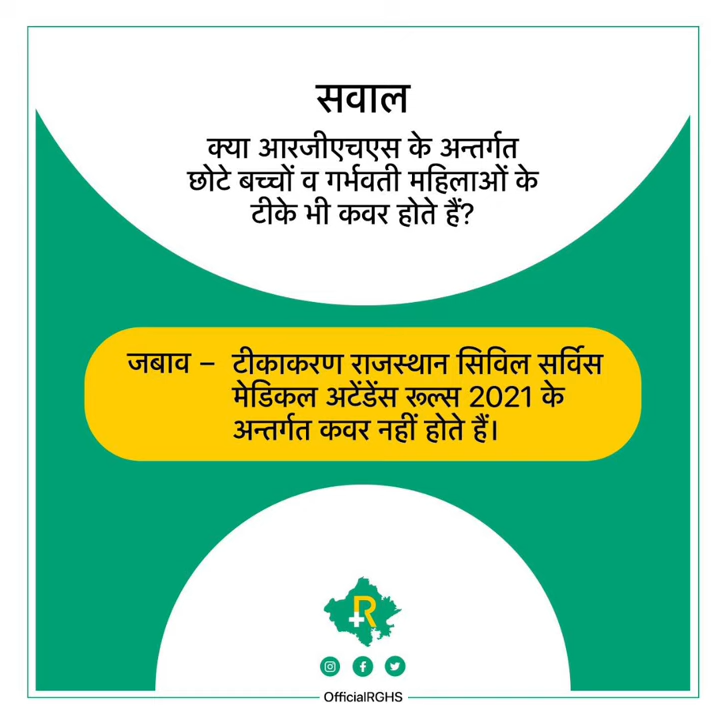 सवाल
क्या आरजीएचएस के अन्तर्गत
छोटे बच्चों व गर्भवती महिलाओं के
टीके भी कवर होते हैं?
जबाव – टीकाकरण राजस्थान सिविल सर्विस
मेडिकल अटेंडेंस रूल्स 2021 के
अन्तर्गत कवर नहीं होते हैं।
R
OfficialRGHS